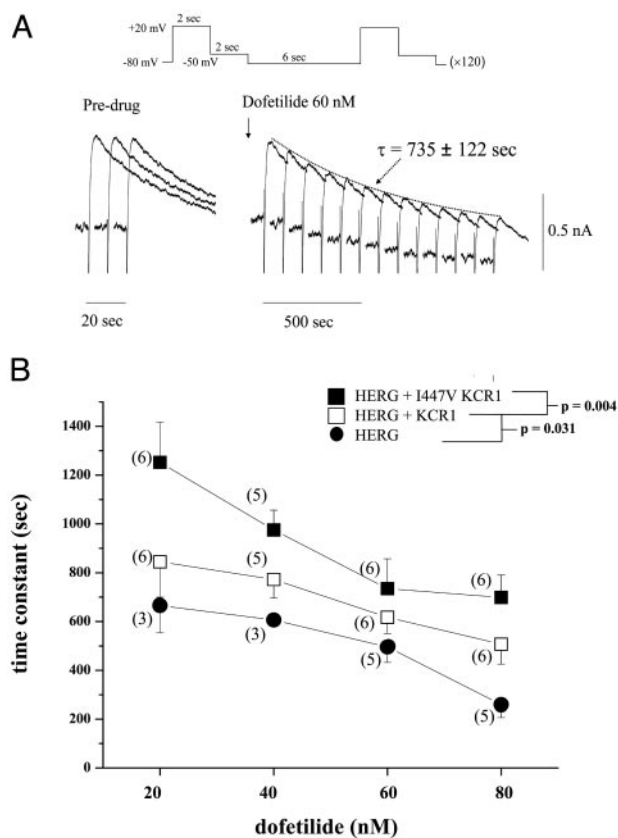 A
2 sec
+20 mV
2 sec
6 sec
-80 mV
-50 mV
(×120)
Pre-drug
Dofetilide 60 nM
τ = 735 ± 122 sec
0.5 nA
20 sec
500 sec
B
HERG + I447V KCR1
HERG + KCR1
HERG
p = 0.004
p = 0.031
1400
1200
1000
800
600
400
200
0
(6)
(5)
(6)
(6)
(6)
(5)
(6)
(6)
(3)
(3)
(5)
(5)
20
40
60
80
time constant (sec)
dofetilide (nM)